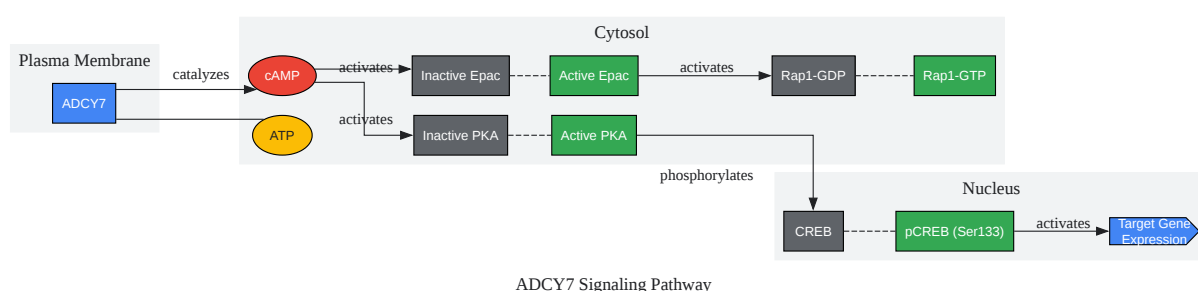 Cytosol
Plasma Membrane
catalyzes
cAMP
activates
Inactive Epac
Active Epac
activates
Rap1-GDP
Rap1-GTP
ADCY7
ATP
activates
Inactive PKA
Active PKA
phosphorylates
Nucleus
CREB
pCREB (Ser133)
activates
Target Gene
Expression
ADCY7 Signaling Pathway